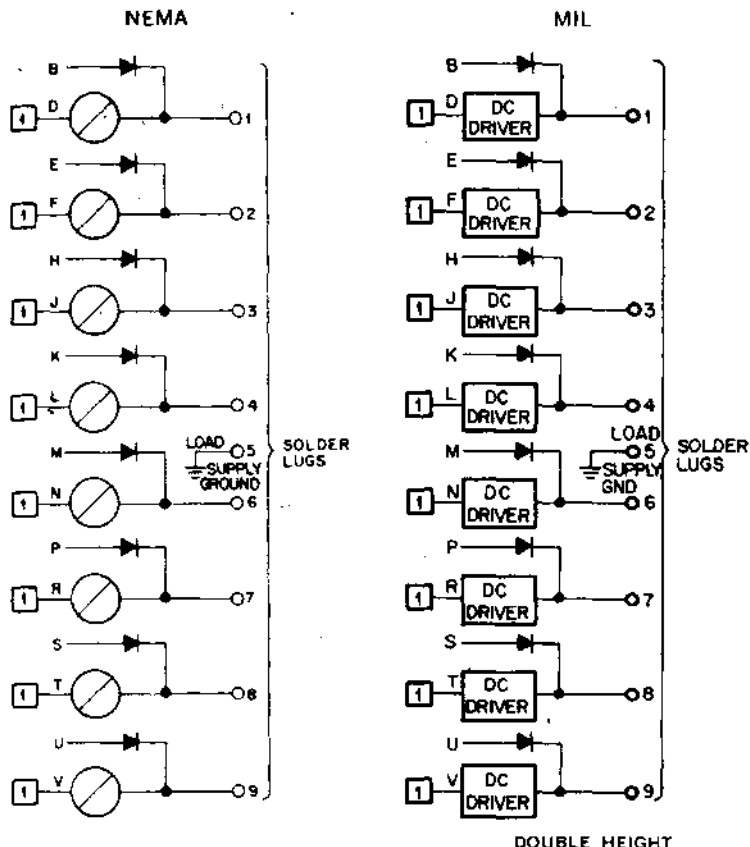 NEMA
B
1 D 1
E
1 F 2
H
1 J 3
K
1 L 4
LOAD 5
SUPPLY
GROUND
SOLDER
LUGS
M
1 N 6
P
1 R 7
S
1 T 8
U
1 V 9
MIL
B
1 D DC
DRIVER 1
E
1 F DC
DRIVER 2
H
1 J DC
DRIVER 3
K
1 L DC
DRIVER 4
LOAD
5
SUPPLY
GND
SOLDER
LUGS
M
1 N DC
DRIVER 6
P
1 R DC
DRIVER 7
S
1 T DC
DRIVER 8
U
1 V DC
DRIVER 9
DOUBLE HEIGHT